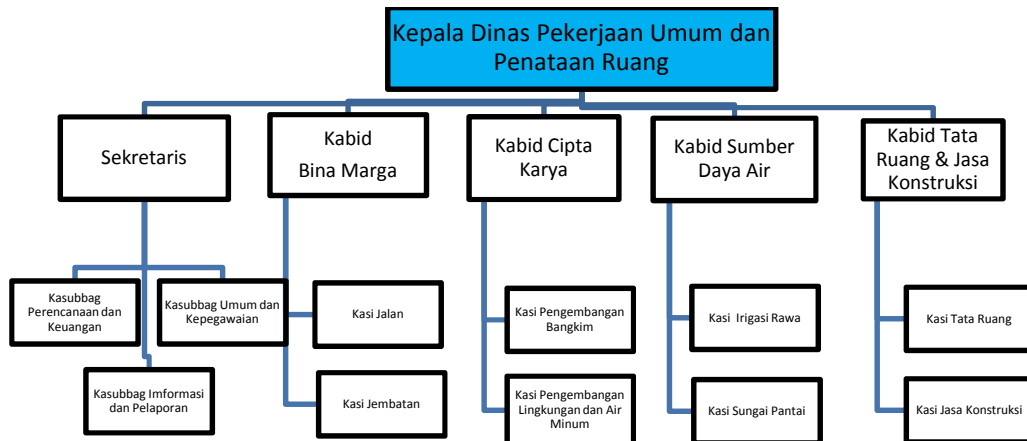 Kepala Dinas Pekerjaan Umum dan
Penataan Ruang
Sekretaris
Kabid
Bina Marga
Kabid Cipta
Karya
Kabid Sumber
Daya Air
Kabid Tata
Ruang & Jasa
Konstruksi
Kasubbag
Perencanaan dan
Keuangan
Kasubbag Umum dan
Kepegawaian
Kasubbag Imformasi
dan Pelaporan
Kasi Jalan
Kasi Jembatan
Kasi Pengembangan
Bangkim
Kasi Pengembangan
Lingkungan dan Air
Minum
Kasi Irigasi Rawa
Kasi Sungai Pantai
Kasi Tata Ruang
Kasi Jasa Konstruksi